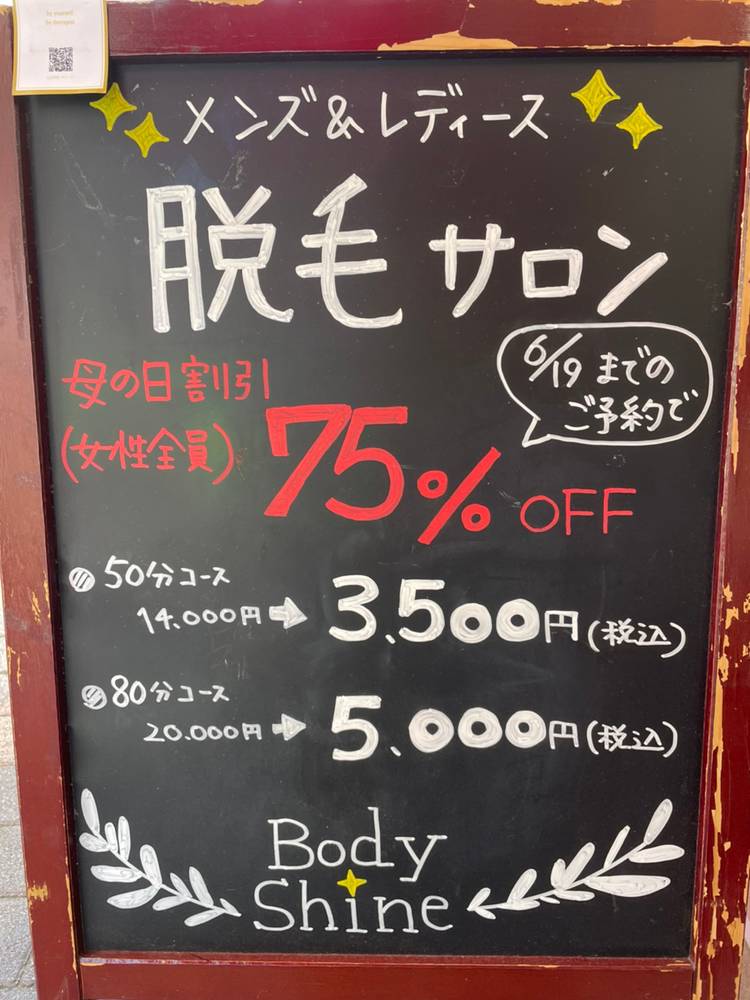 メンズ&レディース
脱毛サロン
6/19までの
ご予約で
母の日割引
(女性全員)
75% OFF
50分コース
14.000円 → 3.500円(税込)
80分コース
20.000円 → 5.000円(税込)
Body
Shine